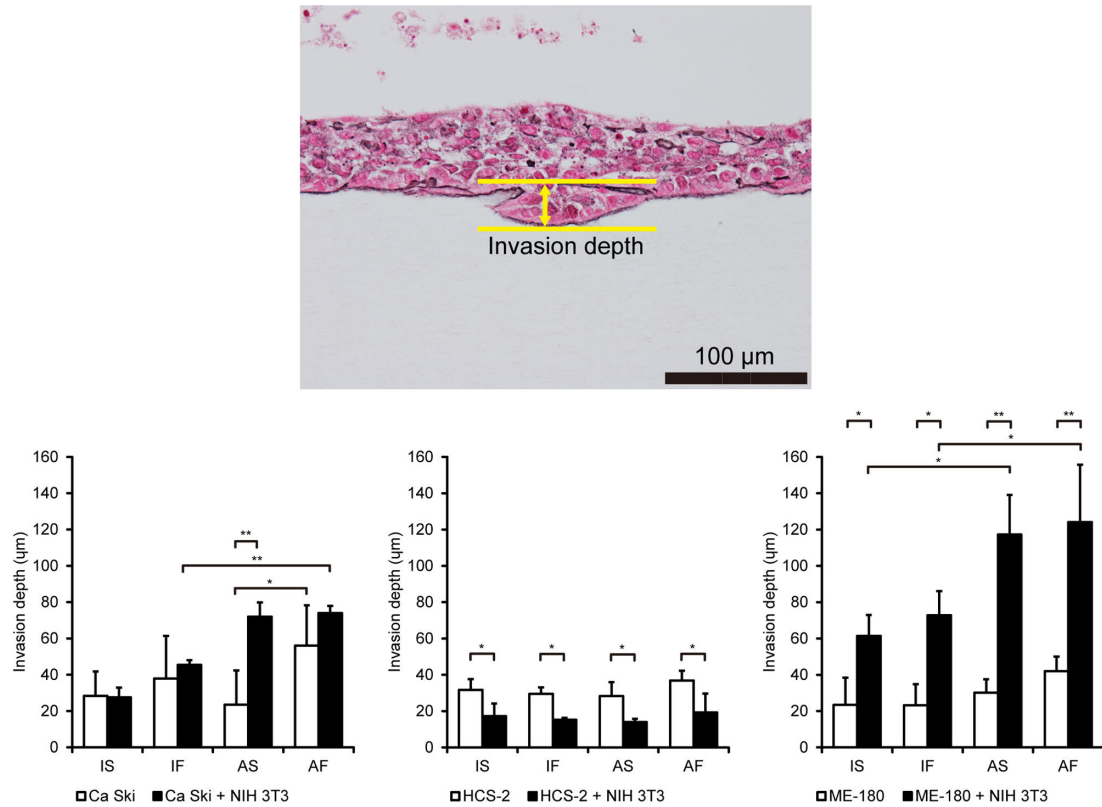 Invasion depth
100 µm
Invasion depth (µm)
160
140
120
100
80
60
40
20
0
**
**
*
IS IF AS AF
Ca Ski Ca Ski + NIH 3T3
Invasion depth (µm)
160
140
120
100
80
60
40
20
0
* * * *
IS IF AS AF
HCS-2 HCS-2 + NIH 3T3
Invasion depth (µm)
160
140
120
100
80
60
40
20
0
* * ** **
*
*
IS IF AS AF
ME-180 ME-180 + NIH 3T3